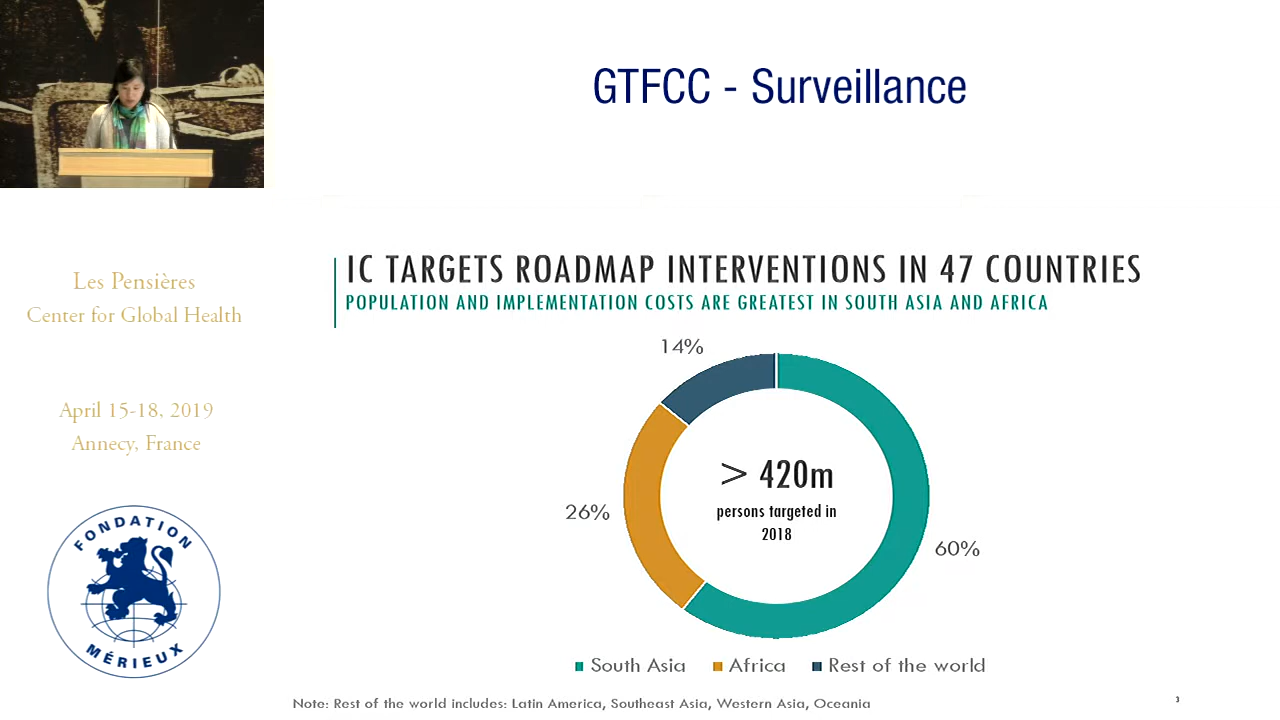 GTFCC - Surveillance
Les Pensières
Center for Global Health
April 15-18, 2019
Annecy, France
FONDATION
MÉRIEUX
IC TARGETS ROADMAP INTERVENTIONS IN 47 COUNTRIES
POPULATION AND IMPLEMENTATION COSTS ARE GREATEST IN SOUTH ASIA AND AFRICA
14%
26%
60%
> 420m
persons targeted in
2018
South Asia Africa Rest of the world
Note: Rest of the world includes: Latin America, Southeast Asia, Western Asia, Oceania
3